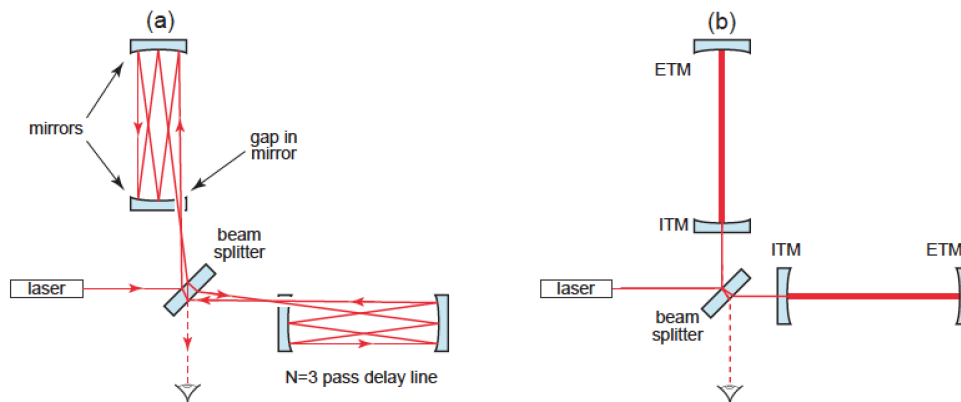 (a)
mirrors
gap in
mirror
beam
splitter
laser
N=3 pass delay line
(b)
ETM
ITM
ITM
ETM
laser
beam
splitter